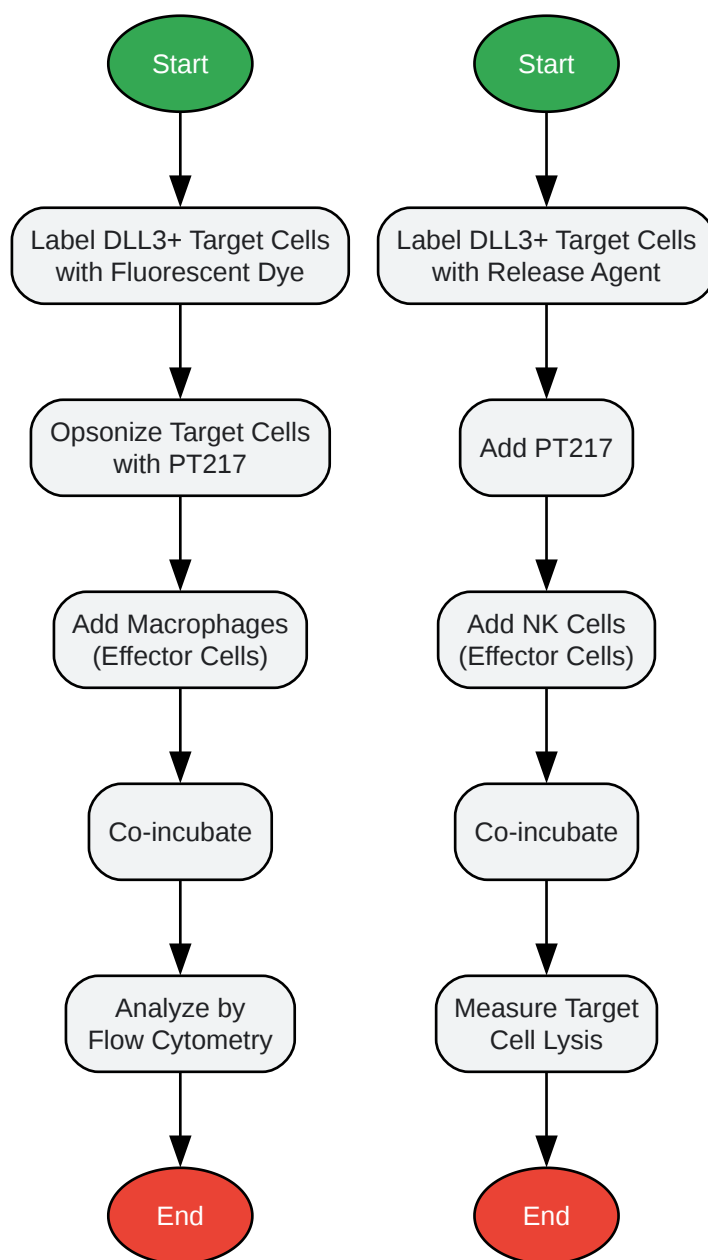 Start
Label DLL3+ Target Cells
with Fluorescent Dye
Opsonize Target Cells
with PT217
Add Macrophages
(Effector Cells)
Co-incubate
Analyze by
Flow Cytometry
End
Start
Label DLL3+ Target Cells
with Release Agent
Add PT217
Add NK Cells
(Effector Cells)
Co-incubate
Measure Target
Cell Lysis
End